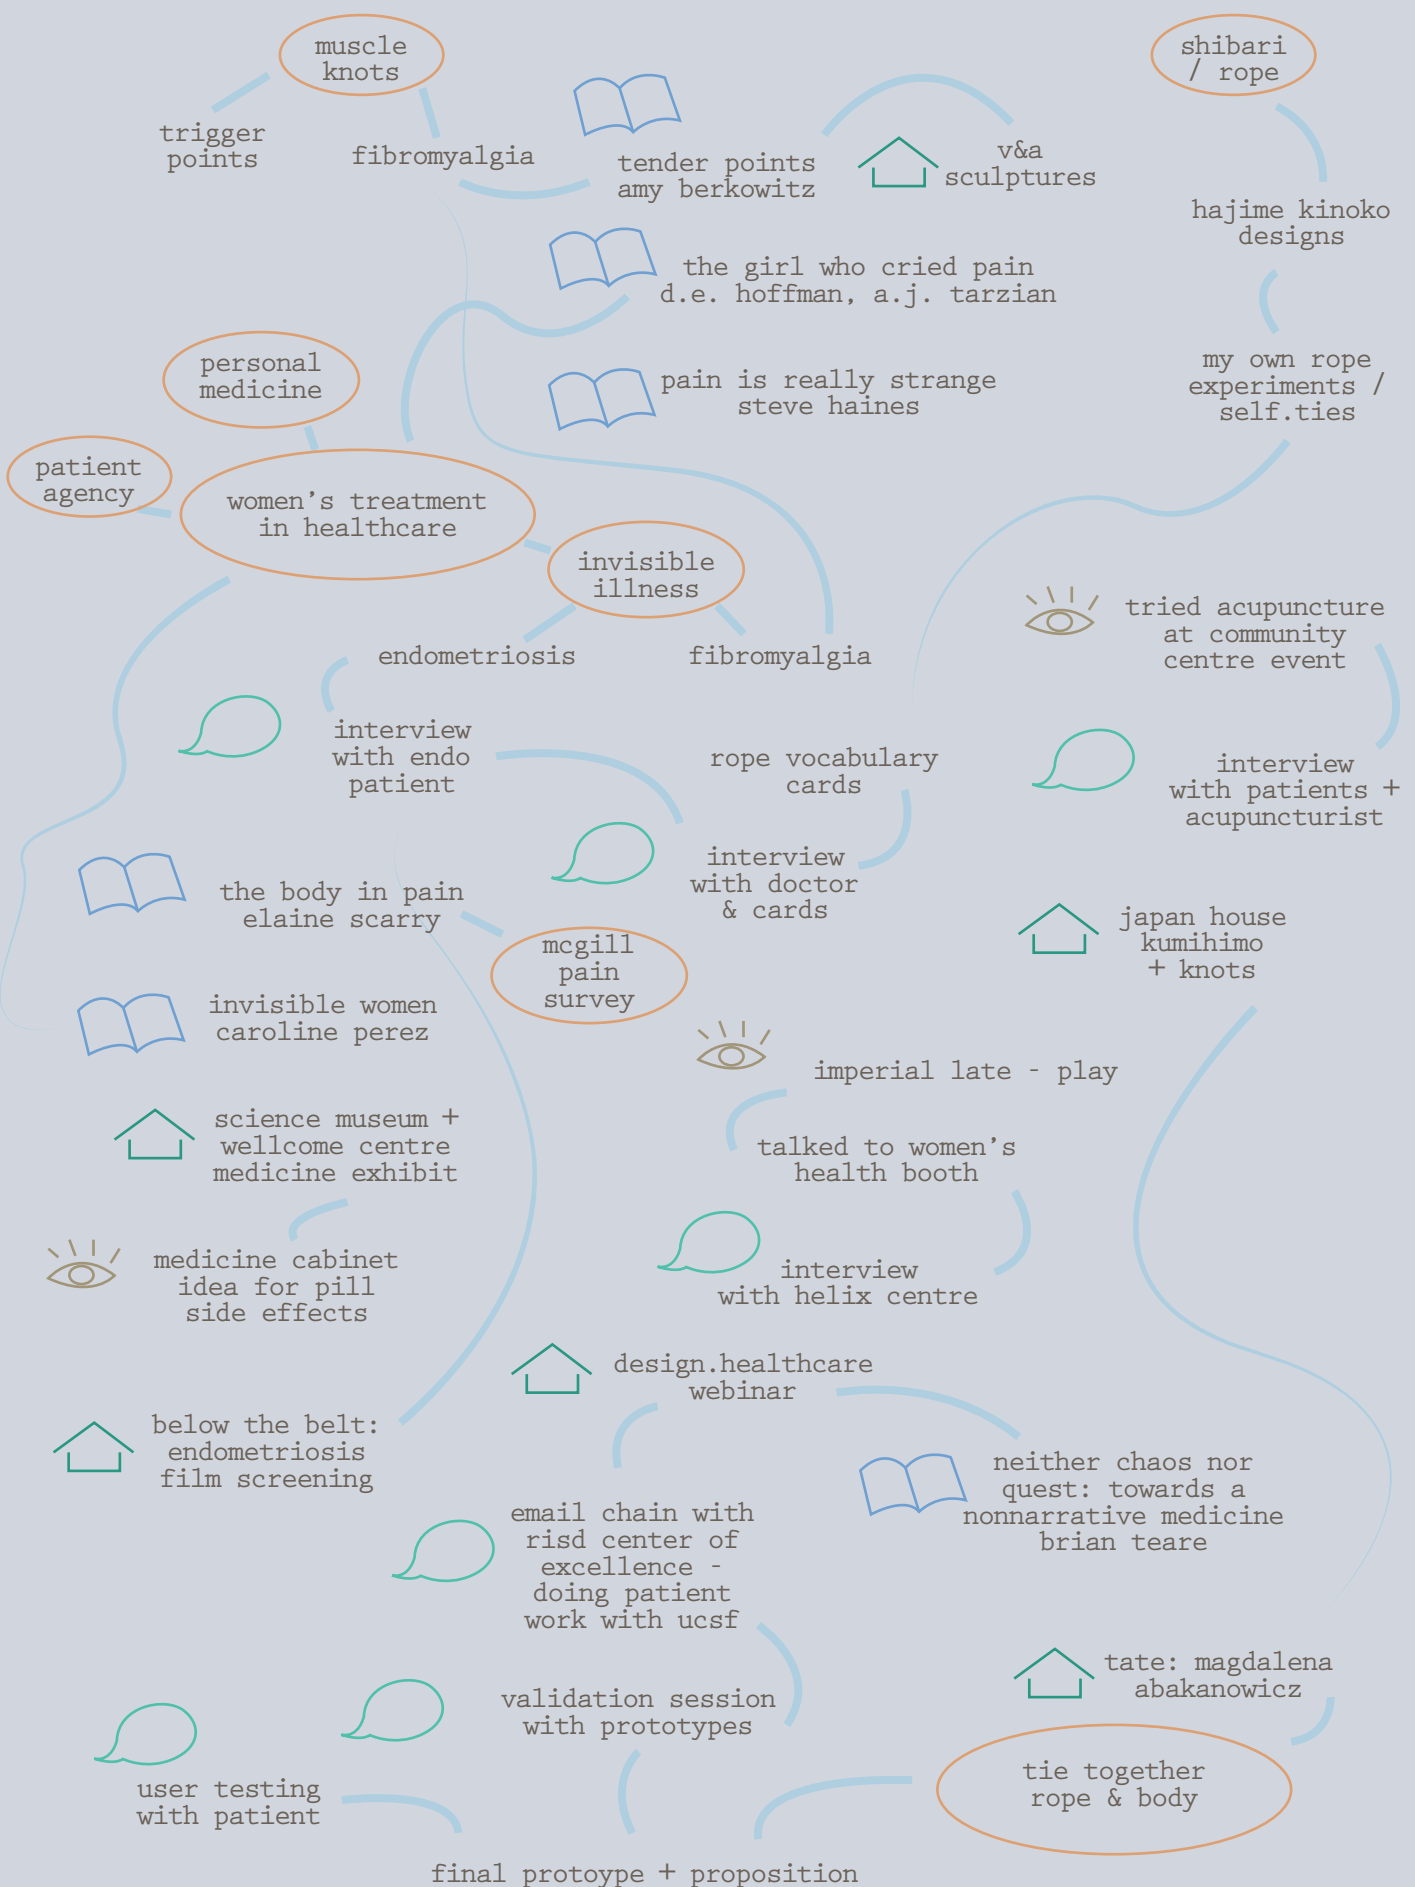 muscle
knots
shibari
/ rope
trigger
points
fibromyalgia
tender points
amy berkowitz
v&a
sculptures
hajime kinoko
designs
the girl who cried pain
d.e. hoffman, a.j. tarzian
personal
medicine
pain is really strange
steve haines
my own rope
experiments /
self.ties
patient
agency
women's treatment
in healthcare
invisible
illness
tried acupuncture
at community
centre event
endometriosis
fibromyalgia
interview
with endo
patient
rope vocabulary
cards
interview
with patients +
acupuncturist
interview
with doctor
& cards
the body in pain
elaine scarry
mcgill
pain
survey
japan house
kumihimo
+ knots
invisible women
caroline perez
imperial late - play
science museum +
wellcome centre
medicine exhibit
talked to women's
health booth
medicine cabinet
idea for pill
side effects
interview
with helix centre
design.healthcare
webinar
below the belt:
endometriosis
film screening
neither chaos nor
quest: towards a
nonnarrative medicine
brian teare
email chain with
risd center of
excellence -
doing patient
work with ucsf
tate: magdalena
abakanowicz
validation session
with prototypes
tie together
rope & body
user testing
with patient
final protoype + proposition